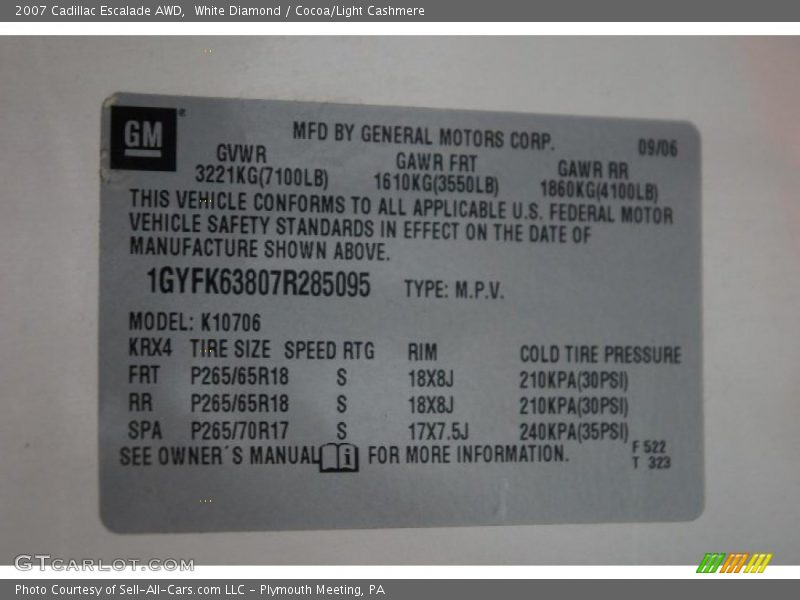 2007 Cadillac Escalade AWD, White Diamond / Cocoa/Light Cashmere
GM ®
MFD BY GENERAL MOTORS CORP. 09/06
GVWR GAWR FRT GAWR RR
3221KG(7100LB) 1610KG(3550LB) 1860KG(4100LB)
THIS VEHICLE CONFORMS TO ALL APPLICABLE U.S. FEDERAL MOTOR
VEHICLE SAFETY STANDARDS IN EFFECT ON THE DATE OF
MANUFACTURE SHOWN ABOVE.
1GYFK63807R285095 TYPE: M.P.V.
MODEL: K10706
KRX4 TIRE SIZE SPEED RTG RIM COLD TIRE PRESSURE
FRT P265/65R18 S 18X8J 210KPA(30PSI)
RR P265/65R18 S 18X8J 210KPA(30PSI)
SPA P265/70R17 S 17X7.5J 240KPA(35PSI)
SEE OWNER´S MANUAL FOR MORE INFORMATION.
F 522
T 323
GTCARLOT.COM
Photo Courtesy of Sell-All-Cars.com LLC - Plymouth Meeting, PA